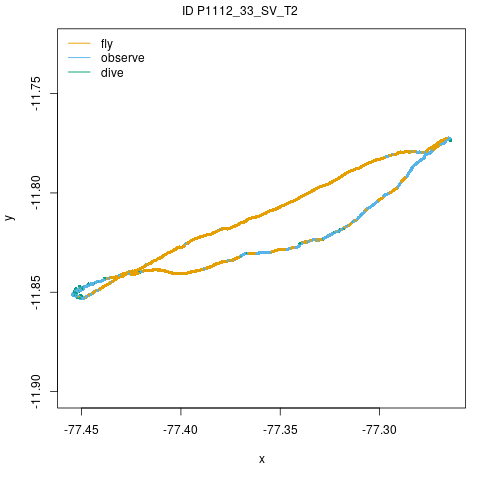 ID P1112_33_SV_T2
fly
observe
dive
-11.75
-11.80
-11.85
-11.90
y
-77.45
-77.40
-77.35
-77.30
x